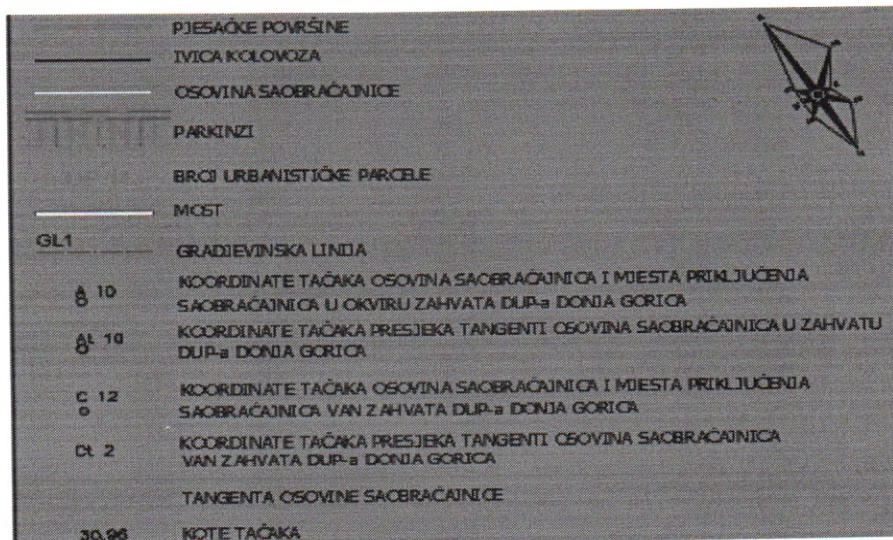 PJESAČKE POVRŠINE
IVICA KOLOVOZA
OSOVINA SAOBRAĆAJNICE
PARKINZI
BROJ URBANISTIČKE PARCELE
MOST
GL1 GRADJEVINSKA LINIJA
A 10 KOORDINATE TAČAKA OSOVINA SAOBRAĆAJNICA I MJESTA PRIKLJUČENJA
SAOBRAĆAJNICA U OKVIRU ZAHVATA DUP-a DONJA GORICA
At 10 KOORDINATE TAČAKA PRESJEKA TANGENTI OSOVINA SAOBRAĆAJNICA U ZAHVATU
DUP-a DONJA GORICA
C 12 KOORDINATE TAČAKA OSOVINA SAOBRAĆAJNICA I MJESTA PRIKLJUČENJA
SAOBRAĆAJNICA VAN ZAHVATA DUP-a DONJA GORICA
Ct 2 KOORDINATE TAČAKA PRESJEKA TANGENTI OSOVINA SAOBRAĆAJNICA
VAN ZAHVATA DUP-a DONJA GORICA
TANGENTA OSOVINE SAOBRAĆAJNICE
30.96 KOTE TAČAKA